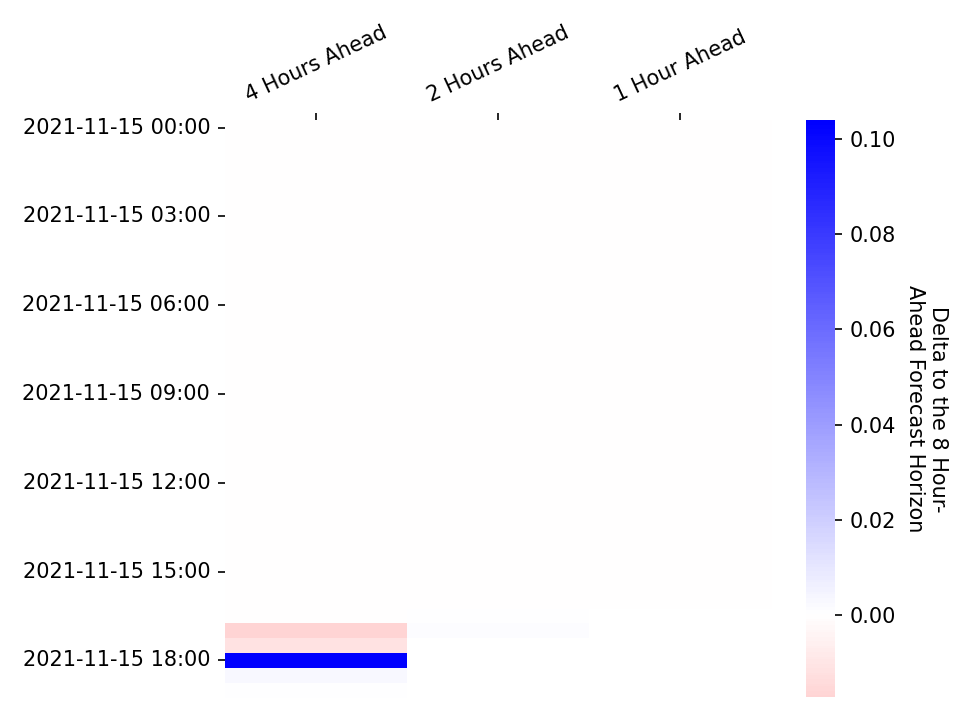 4 Hours Ahead
2 Hours Ahead
1 Hour Ahead
2021-11-15 00:00
2021-11-15 03:00
2021-11-15 06:00
2021-11-15 09:00
2021-11-15 12:00
2021-11-15 15:00
2021-11-15 18:00
0.10
0.08
0.06
0.04
0.02
0.00
Delta to the 8 Hour-
Ahead Forecast Horizon